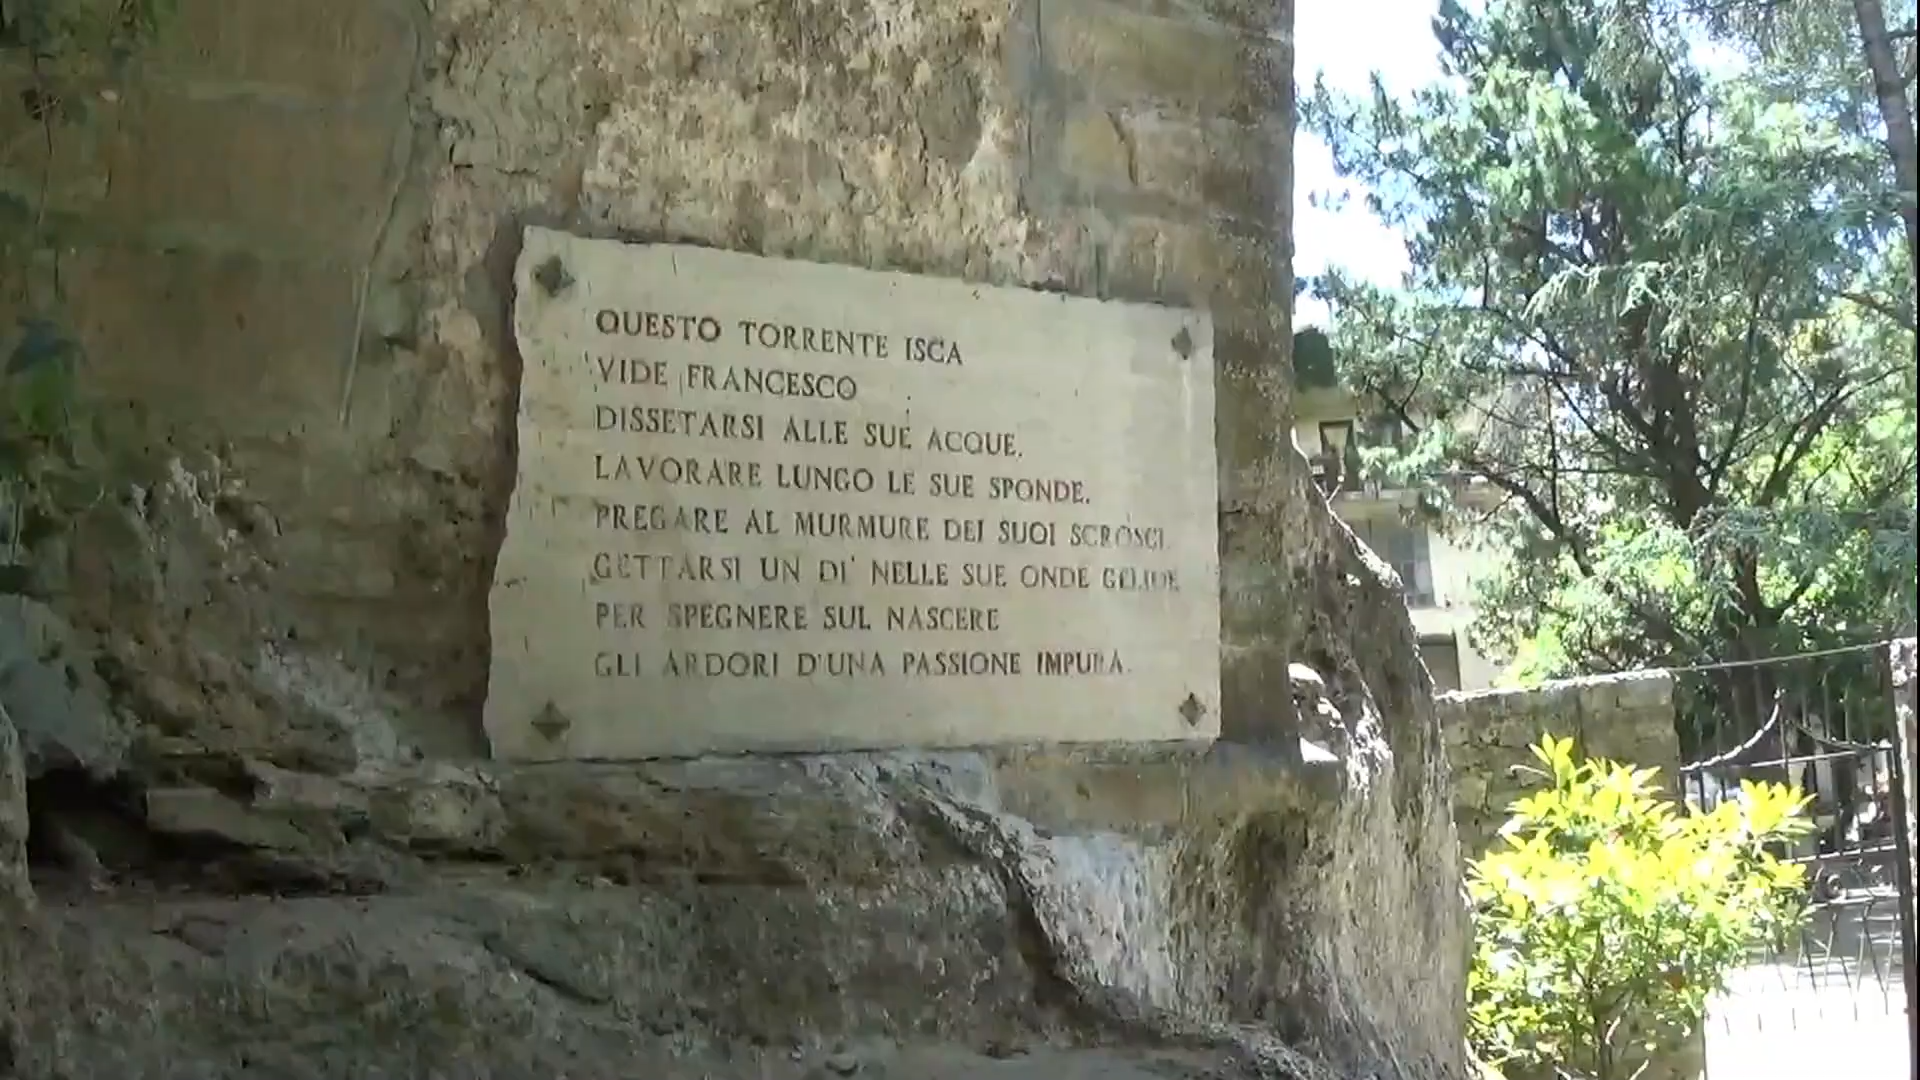 QUESTO TORRENTE ISCA
VIDE FRANCESCO
DISSETARSI ALLE SUE ACQUE,
LAVORARE LUNGO LE SUE SPONDE,
PREGARE AL MURMURE DEI SUOI SCROSCI,
GETTARSI UN DI' NELLE SUE ONDE GELIDE
PER SPEGNERE SUL NASCERE
GLI ARDORI D'UNA PASSIONE IMPURA.